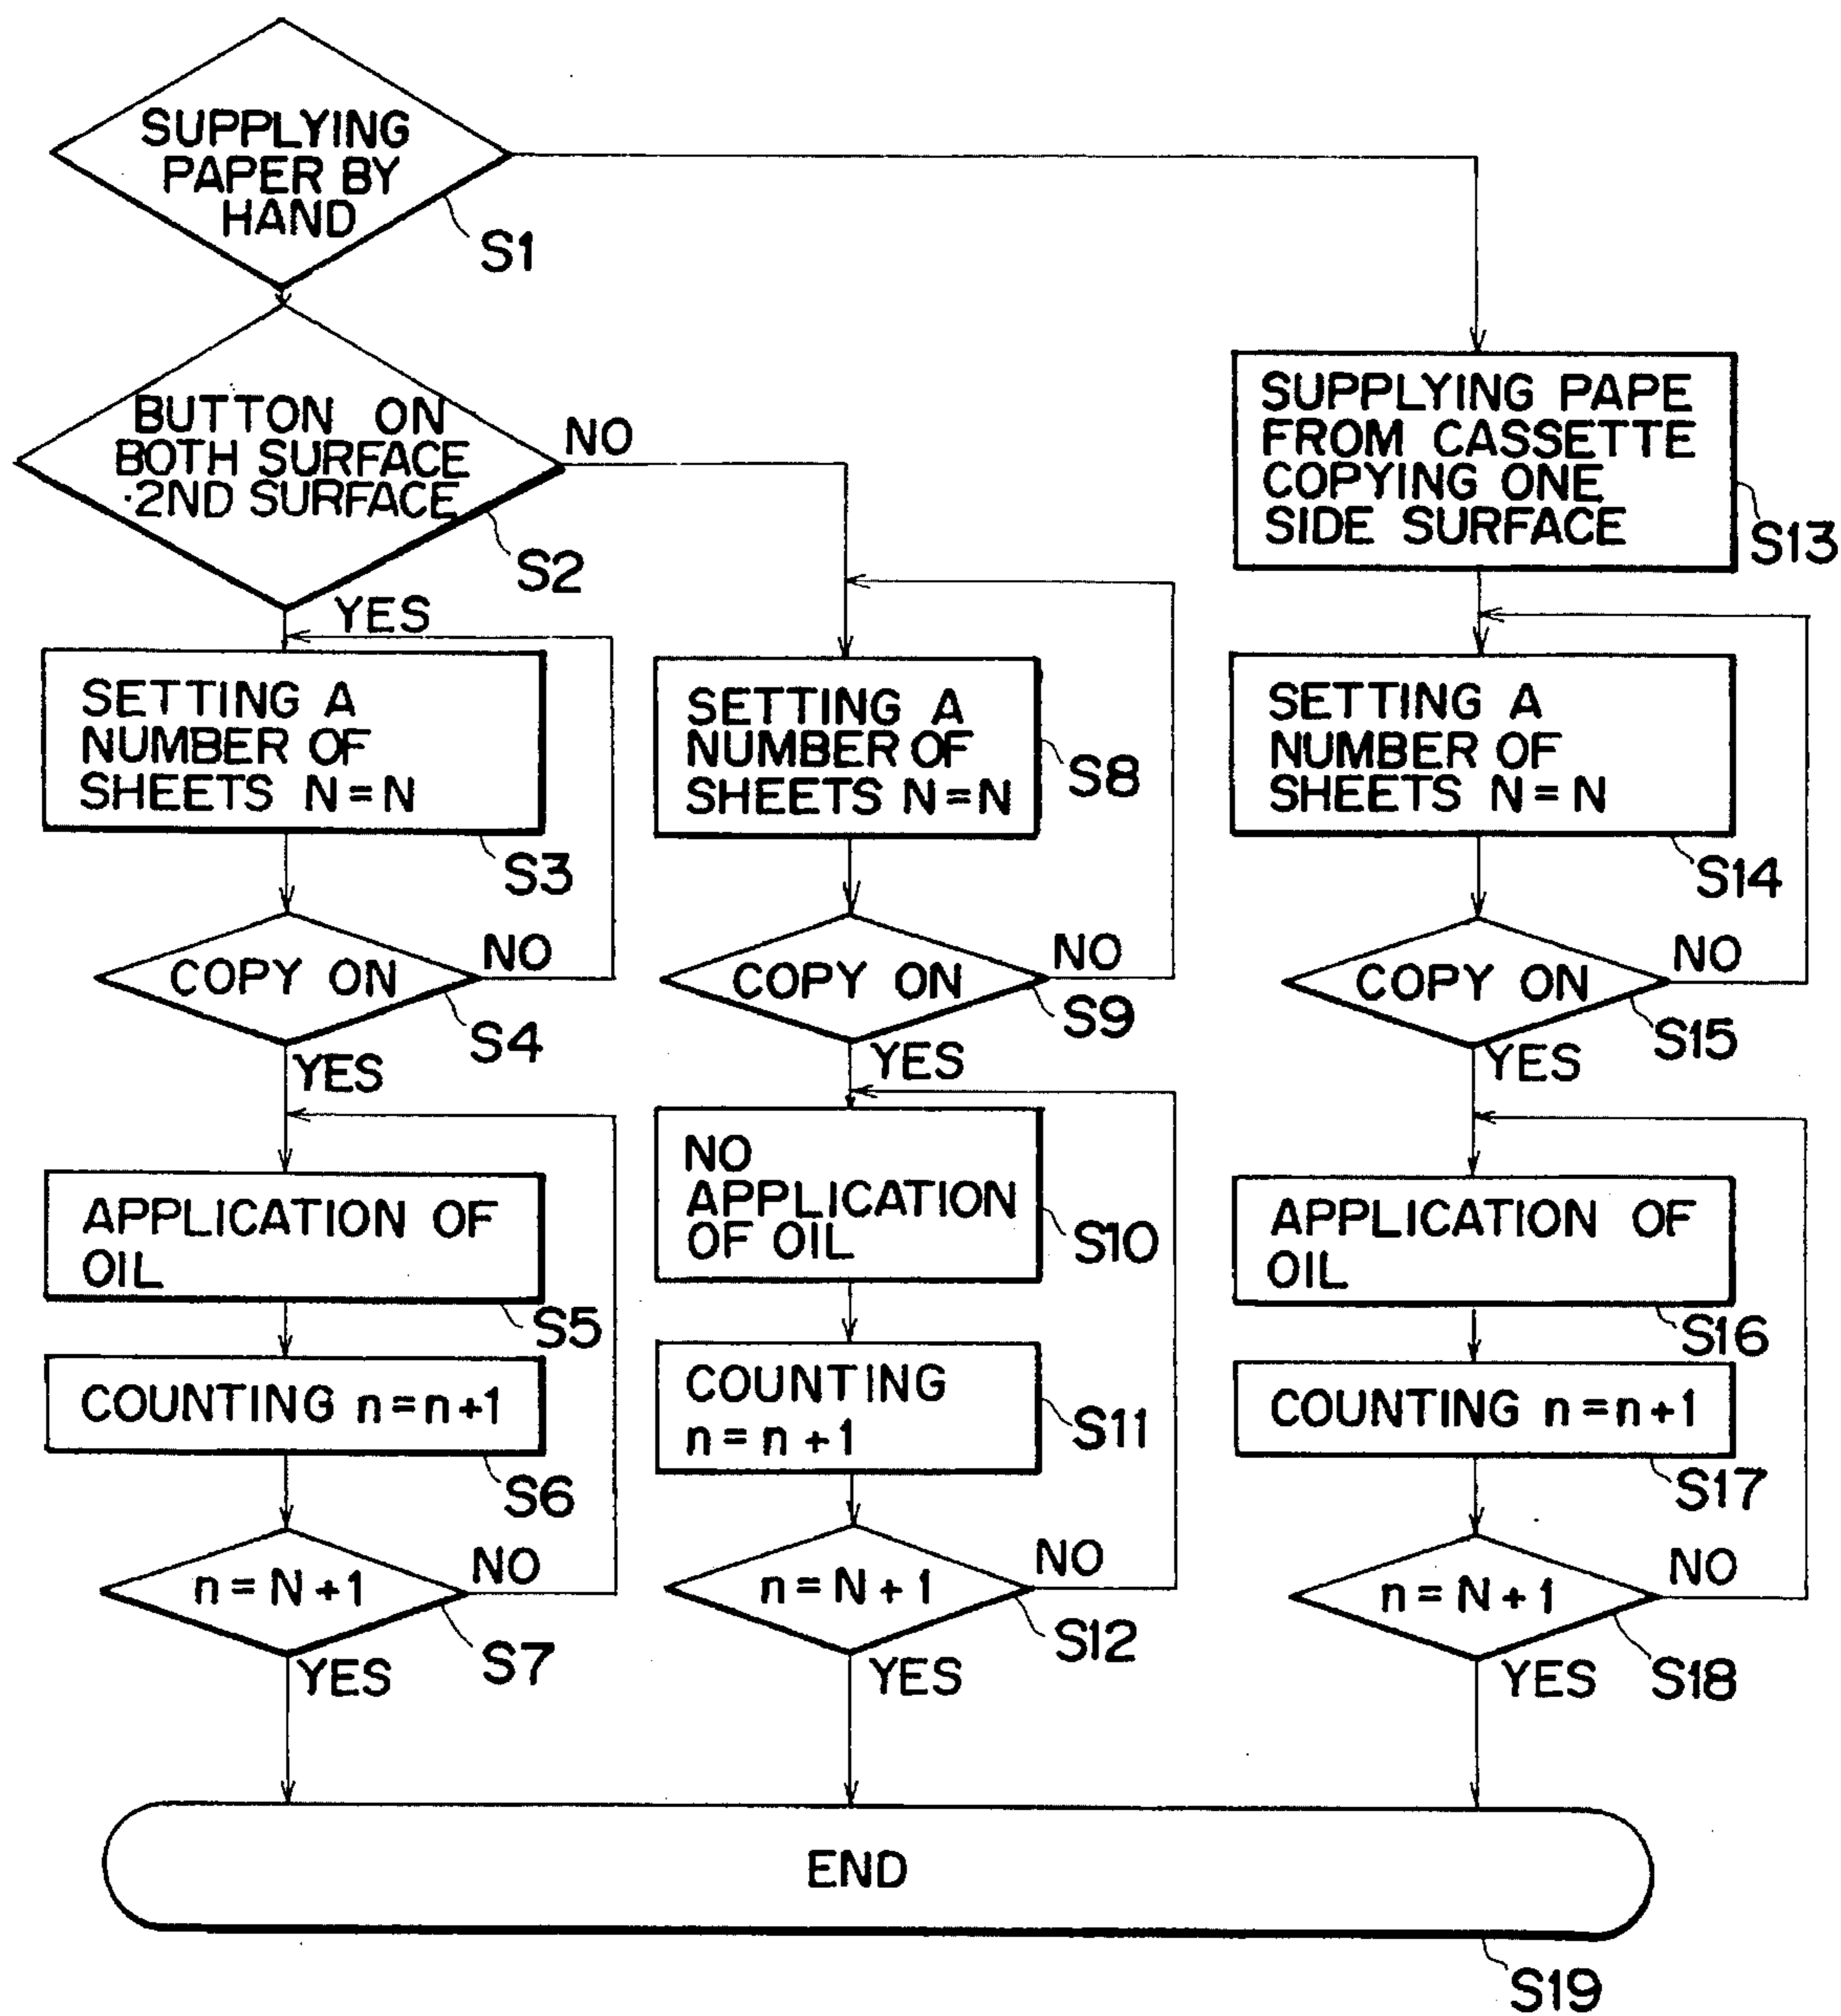 SUPPLYING
PAPER BY
HAND
S1
BUTTON ON
BOTH SURFACE
·2ND SURFACE
S2
NO
YES
SETTING A
NUMBER OF
SHEETS N=N
S3
COPY ON
S4
NO
YES
APPLICATION OF
OIL
S5
COUNTING n=n+1
S6
n=N+1
S7
NO
YES
SETTING A
NUMBER OF
SHEETS N=N
S8
COPY ON
S9
NO
YES
NO
APPLICATION
OF OIL
S10
COUNTING
n=n+1
S11
n=N+1
S12
NO
YES
SUPPLYING PAPE
FROM CASSETTE
COPYING ONE
SIDE SURFACE
S13
SETTING A
NUMBER OF
SHEETS N=N
S14
COPY ON
S15
NO
YES
APPLICATION OF
OIL
S16
COUNTING n=n+1
S17
n=N+1
S18
NO
YES
END
S19